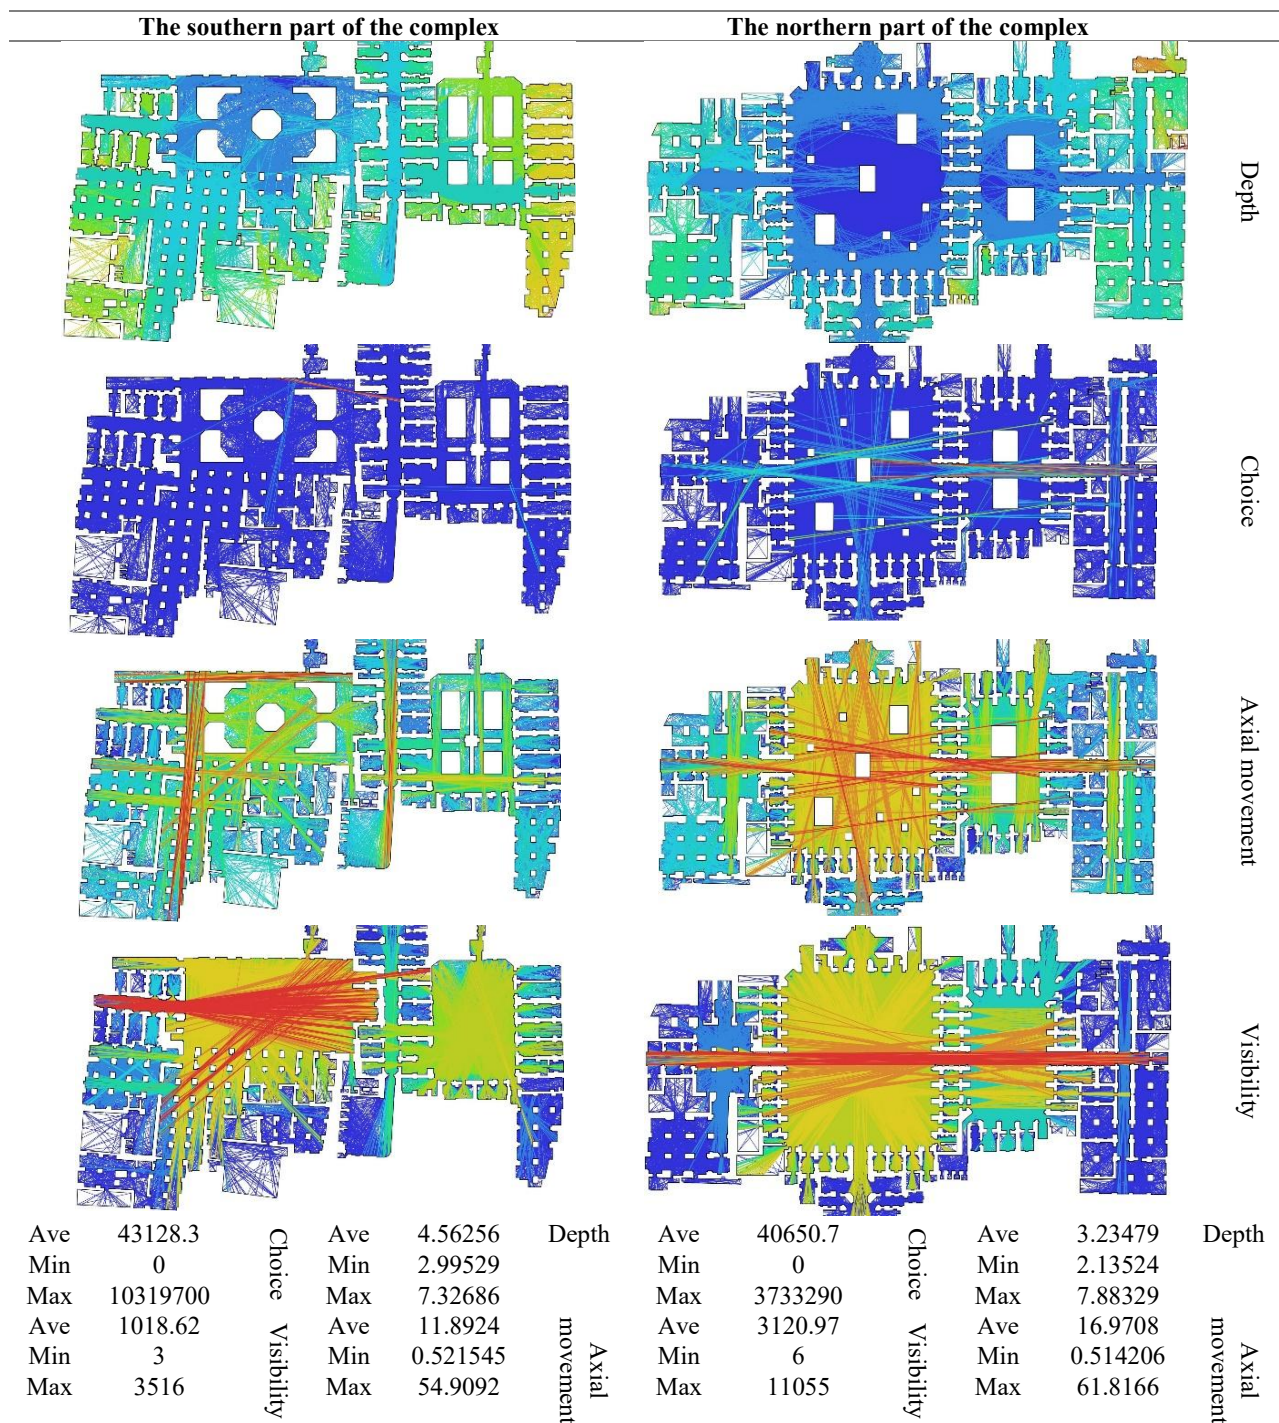 The southern part of the complex The northern part of the complex
Depth
Choice
Axial movement
Visibility
Ave 43128.3 Choice Ave 4.56256 Depth Ave 40650.7 Choice Ave 3.23479 Depth
Min 0 Min 2.99529 Min 0 Min 2.13524
Max 10319700 Max 7.32686 Max 3733290 Max 7.88329
Ave 1018.62 Visibility Ave 11.8924 Axial movement Ave 3120.97 Visibility Ave 16.9708 Axial movement
Min 3 Min 0.521545 Min 6 Min 0.514206
Max 3516 Max 54.9092 Max 11055 Max 61.8166